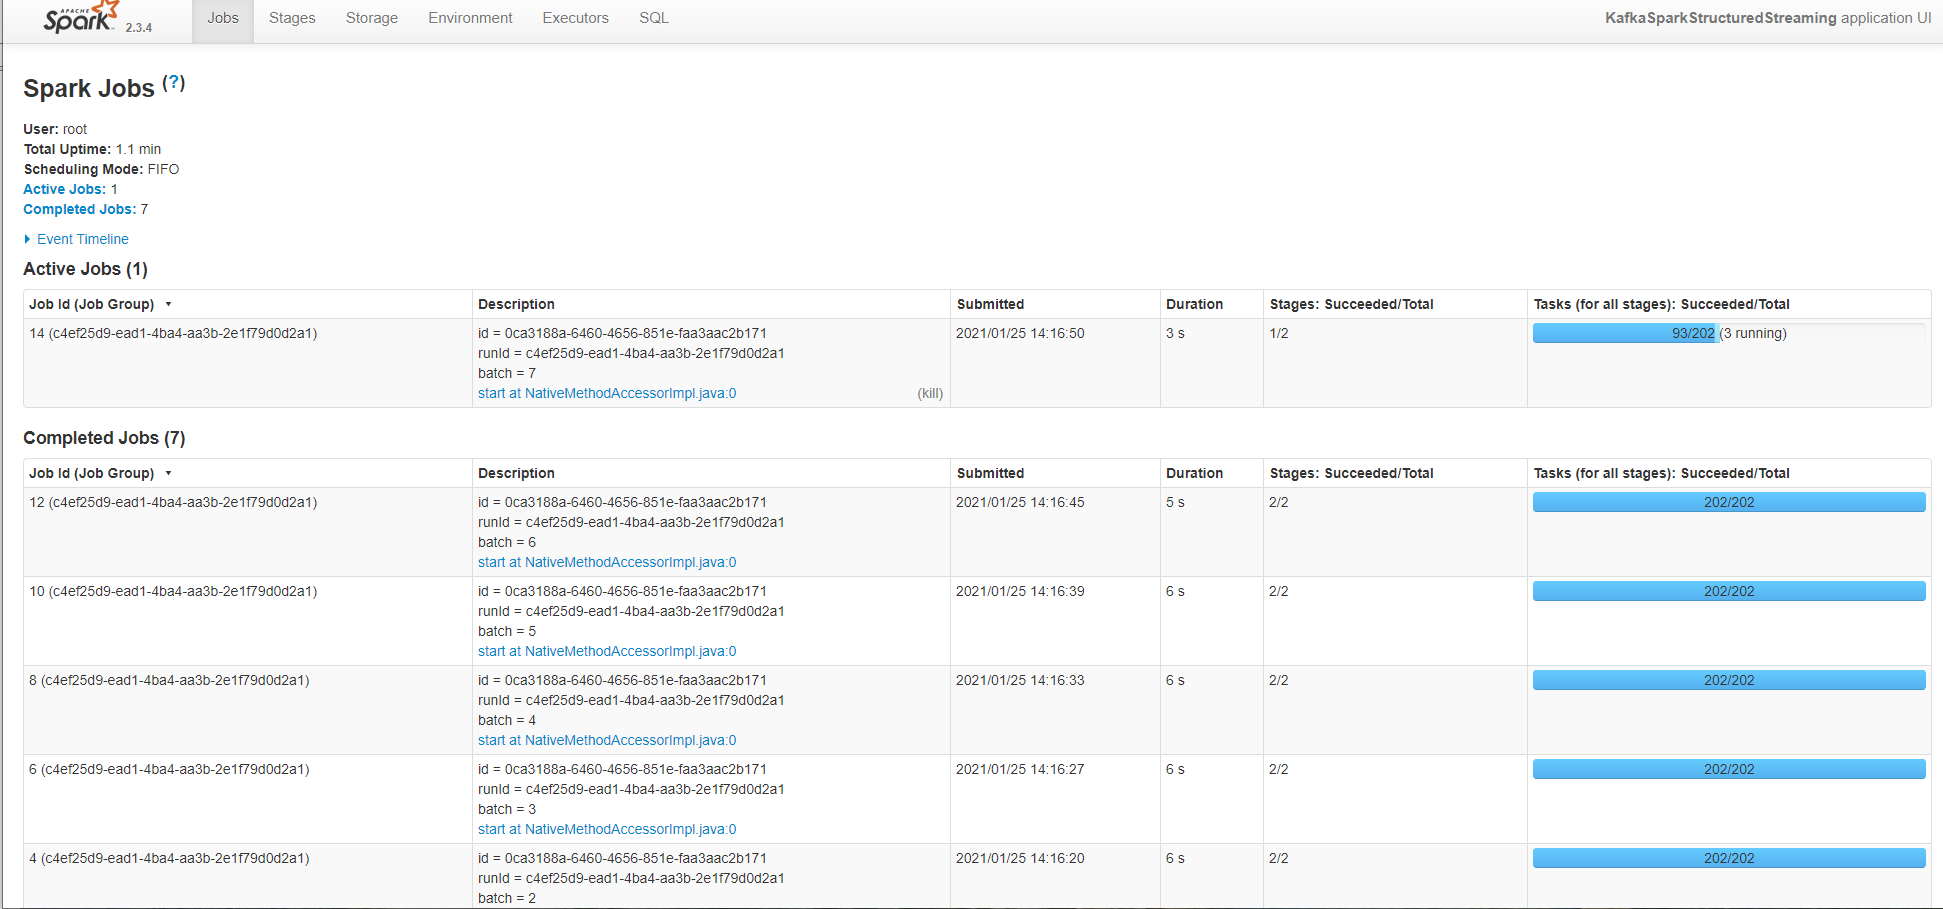 APACHE
Spark 2.3.4
Jobs Stages Storage Environment Executors SQL KafkaSparkStructuredStreaming application UI
Spark Jobs (?)
User: root
Total Uptime: 1.1 min
Scheduling Mode: FIFO
Active Jobs: 1
Completed Jobs: 7
Event Timeline
Active Jobs (1)
Job Id (Job Group) Description Submitted Duration Stages: Succeeded/Total Tasks (for all stages): Succeeded/Total
14 (c4ef25d9-ead1-4ba4-aa3b-2e1f79d0d2a1) id = 0ca3188a-6460-4656-851e-faa3aac2b171 2021/01/25 14:16:50 3 s 1/2 93/202 (3 running)
runId = c4ef25d9-ead1-4ba4-aa3b-2e1f79d0d2a1
batch = 7
start at NativeMethodAccessorImpl.java:0 (kill)
Completed Jobs (7)
Job Id (Job Group) Description Submitted Duration Stages: Succeeded/Total Tasks (for all stages): Succeeded/Total
12 (c4ef25d9-ead1-4ba4-aa3b-2e1f79d0d2a1) id = 0ca3188a-6460-4656-851e-faa3aac2b171 2021/01/25 14:16:45 5 s 2/2 202/202
runId = c4ef25d9-ead1-4ba4-aa3b-2e1f79d0d2a1
batch = 6
start at NativeMethodAccessorImpl.java:0
10 (c4ef25d9-ead1-4ba4-aa3b-2e1f79d0d2a1) id = 0ca3188a-6460-4656-851e-faa3aac2b171 2021/01/25 14:16:39 6 s 2/2 202/202
runId = c4ef25d9-ead1-4ba4-aa3b-2e1f79d0d2a1
batch = 5
start at NativeMethodAccessorImpl.java:0
8 (c4ef25d9-ead1-4ba4-aa3b-2e1f79d0d2a1) id = 0ca3188a-6460-4656-851e-faa3aac2b171 2021/01/25 14:16:33 6 s 2/2 202/202
runId = c4ef25d9-ead1-4ba4-aa3b-2e1f79d0d2a1
batch = 4
start at NativeMethodAccessorImpl.java:0
6 (c4ef25d9-ead1-4ba4-aa3b-2e1f79d0d2a1) id = 0ca3188a-6460-4656-851e-faa3aac2b171 2021/01/25 14:16:27 6 s 2/2 202/202
runId = c4ef25d9-ead1-4ba4-aa3b-2e1f79d0d2a1
batch = 3
start at NativeMethodAccessorImpl.java:0
4 (c4ef25d9-ead1-4ba4-aa3b-2e1f79d0d2a1) id = 0ca3188a-6460-4656-851e-faa3aac2b171 2021/01/25 14:16:20 6 s 2/2 202/202
runId = c4ef25d9-ead1-4ba4-aa3b-2e1f79d0d2a1
batch = 2